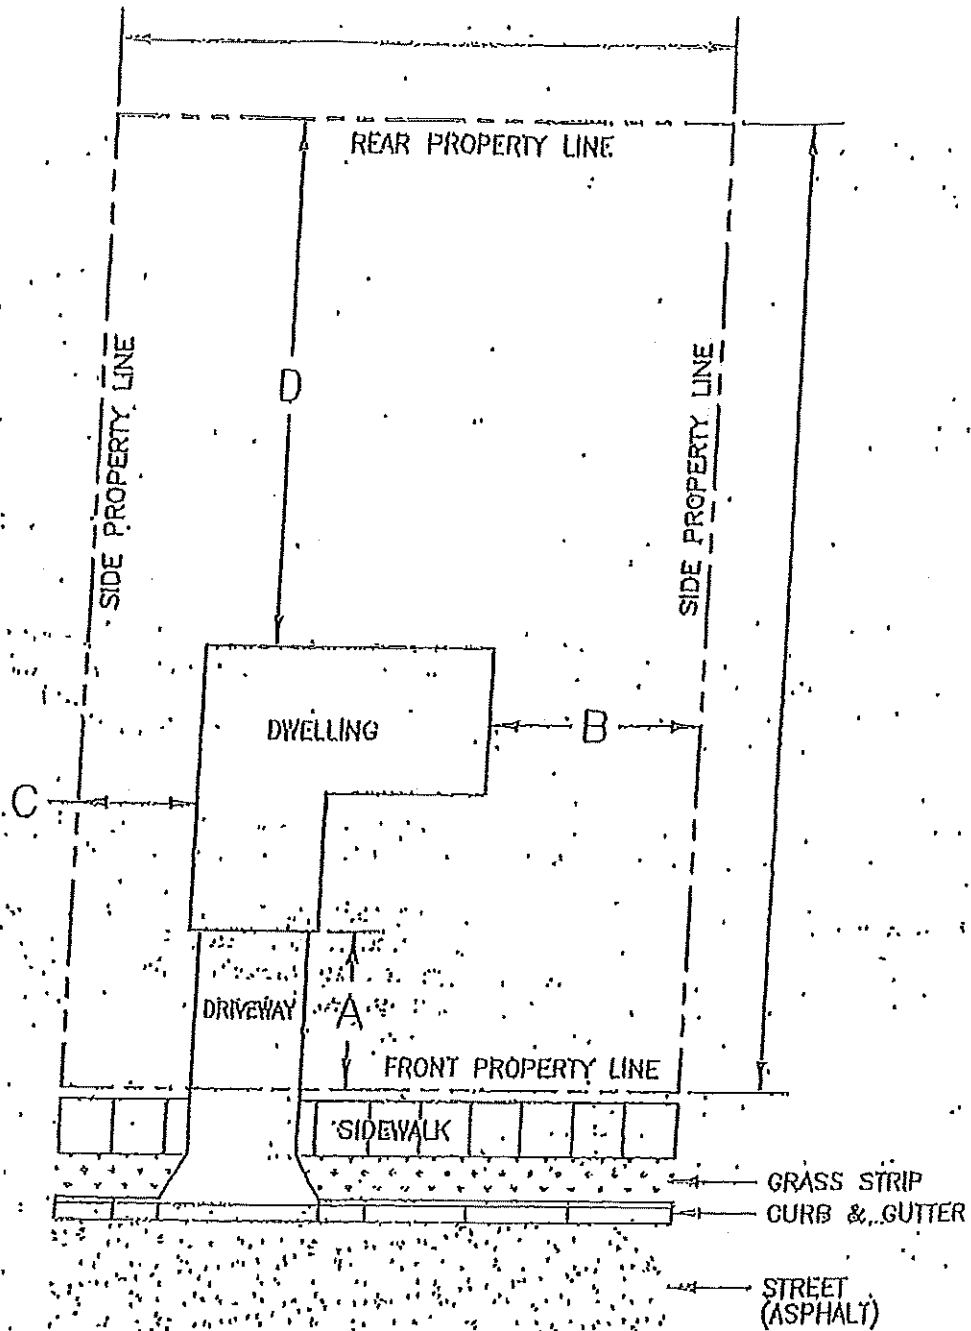 REAR PROPERTY LINE
SIDE PROPERTY LINE
D
SIDE PROPERTY LINE
DWELLING
B
C
DRIVEWAY
A
FRONT PROPERTY LINE
SIDEWALK
GRASS STRIP
CURB & GUTTER
STREET
(ASPHALT)